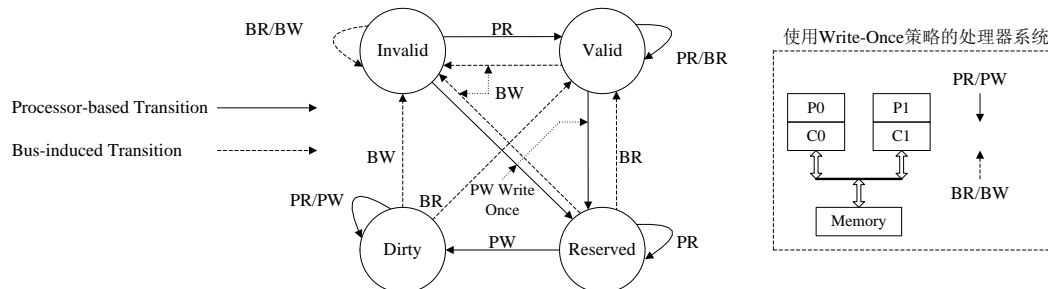 使用Write-Once策略的处理器系统
BR/BW
Invalid
PR
Valid
PR/BR
BW
Processor-based Transition
Bus-induced Transition
BW
BR
PW Write
Once
BR
PR/PW
Dirty
PW
Reserved
PR
P0
C0
P1
C1
PR/PW
BR/BW
Memory